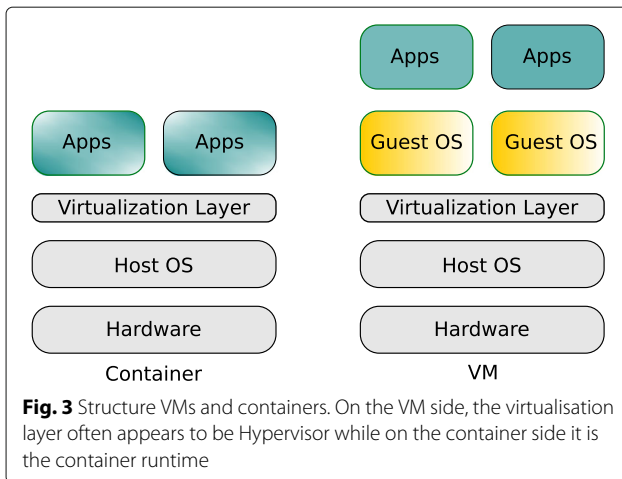 Apps Apps
Apps Apps
Guest OS Guest OS
Virtualization Layer Virtualization Layer
Host OS Host OS
Hardware Hardware
Container VM
Fig. 3 Structure VMs and containers. On the VM side, the virtualisation
layer often appears to be Hypervisor while on the container side it is
the container runtime